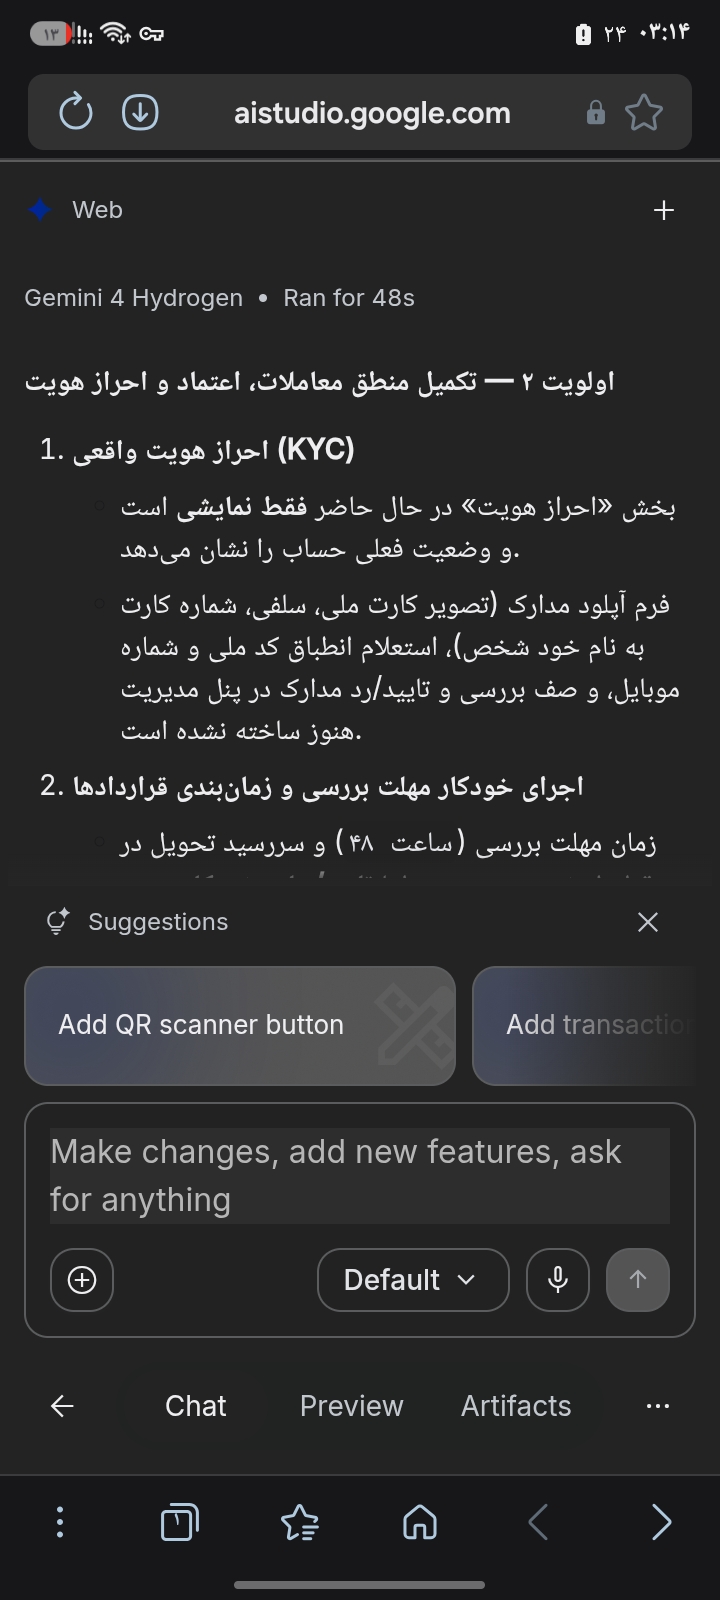 ۱۳
۲۴ ۰۳:۱۴
aistudio.google.com
Web
Gemini 4 Hydrogen • Ran for 48s
اولویت ۲ — تکمیل منطق معاملات، اعتماد و احراز هویت
1. احراز هویت واقعی (KYC)
بخش «احراز هویت» در حال حاضر فقط نمایشی است
و وضعیت فعلی حساب را نشان می‌دهد.
فرم آپلود مدارک (تصویر کارت ملی، سلفی، شماره کارت
به نام خود شخص)، استعلام انطباق کد ملی و شماره
موبایل، و صف بررسی و تایید/رد مدارک در پنل مدیریت
هنوز ساخته نشده است.
2. اجرای خودکار مهلت بررسی و زمان‌بندی قراردادها
زمان مهلت بررسی (ساعت ۴۸) و سررسید تحویل در
Suggestions
Add QR scanner button
Add transaction
Make changes, add new features, ask
for anything
Default
Chat
Preview
Artifacts